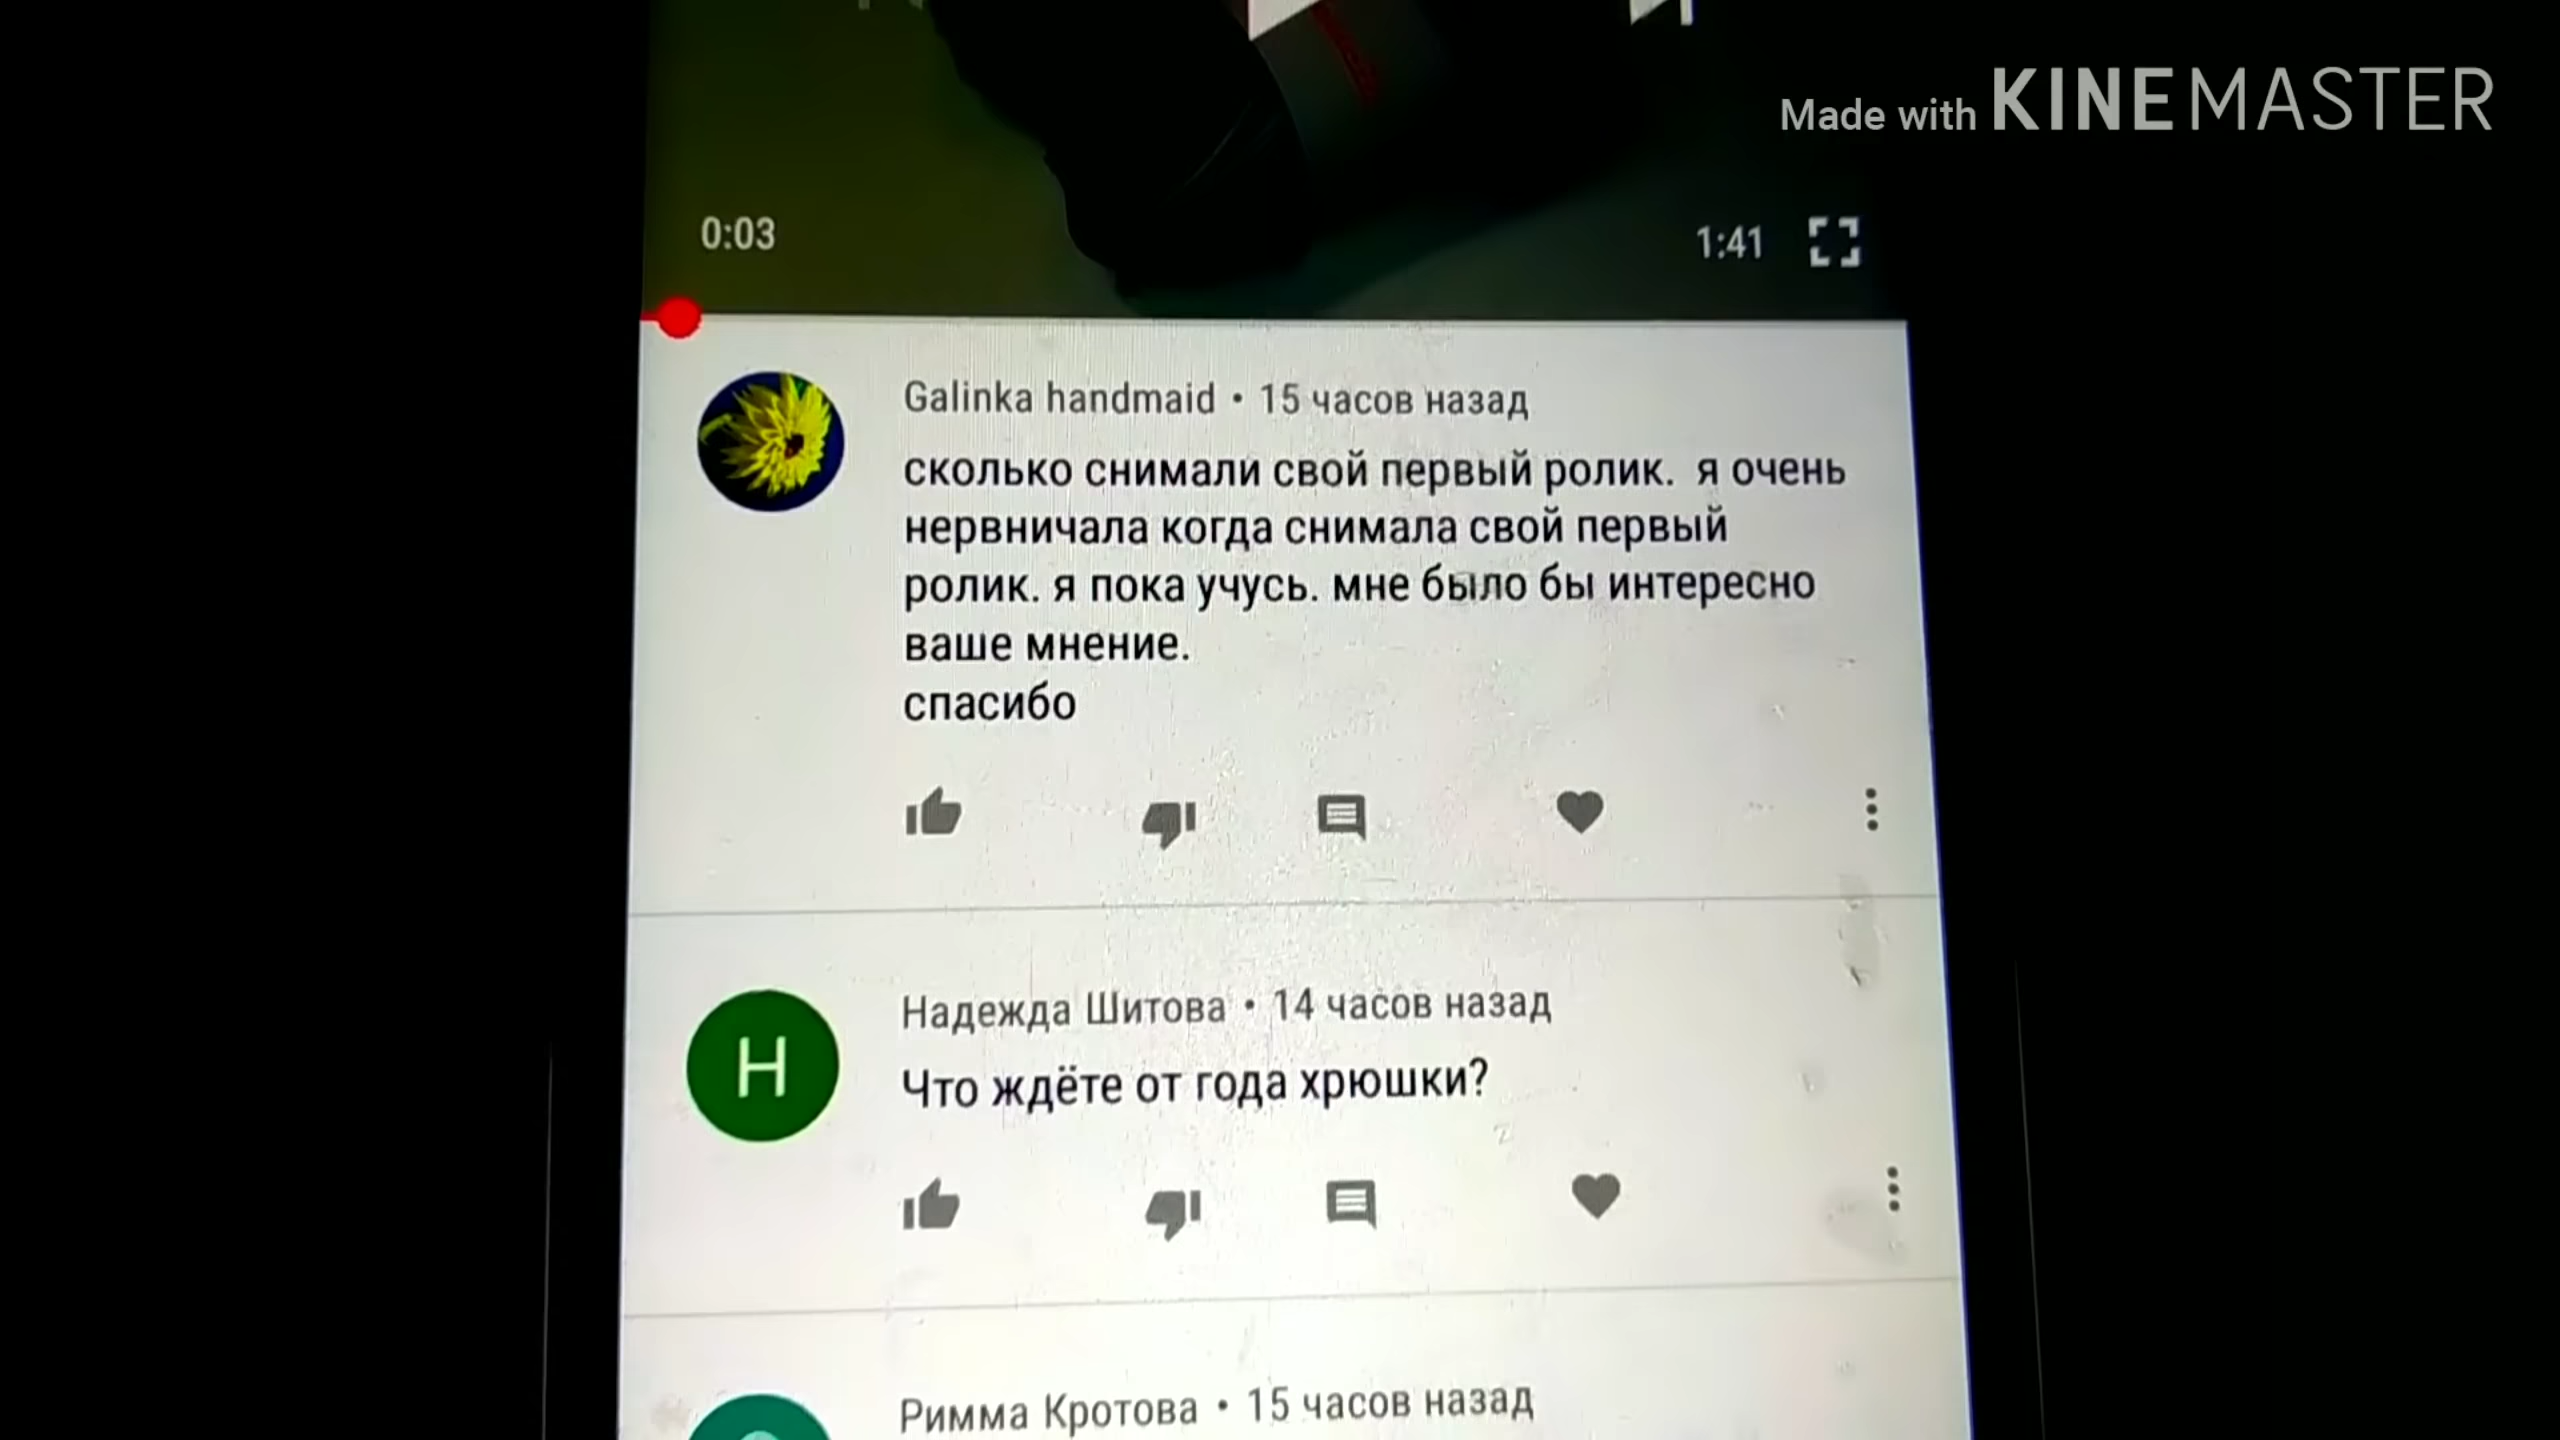 Made with KINEMASTER
0:03
1:41
Galinka handmaid • 15 часов назад
сколько снимали свой первый ролик. я очень
нервничала когда снимала свой первый
ролик. я пока учусь. мне было бы интересно
ваше мнение.
спасибо
Н
Надежда Шитова • 14 часов назад
Что ждёте от года хрюшки?
Римма Кротова • 15 часов назад